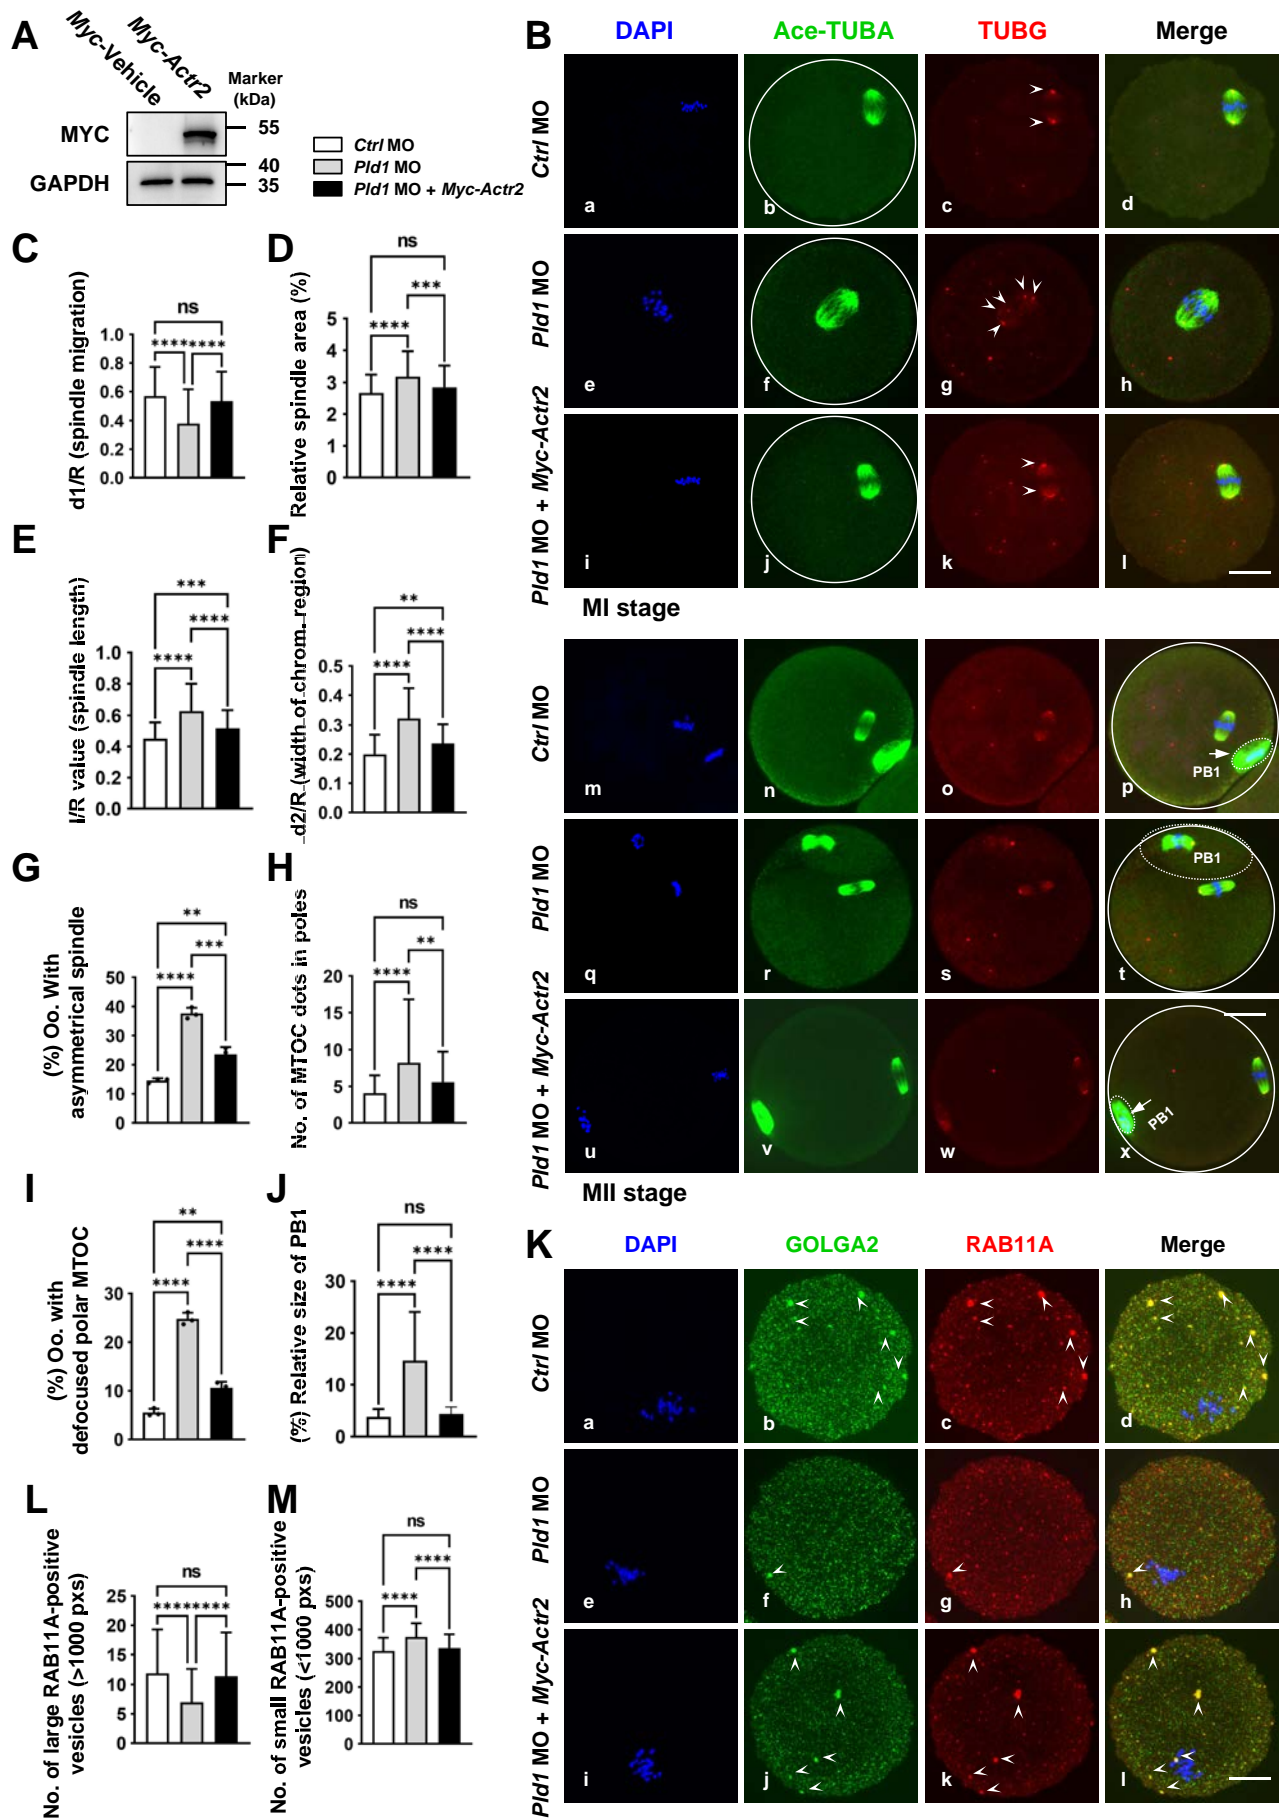 A
Myc-Vehicle
Myc-Actr2
Marker
(kDa)
MYC
55
GAPDH
40
35
Ctrl MO
Pld1 MO
Pld1 MO + Myc-Actr2
B
DAPI
Ace-TUBA
TUBG
Merge
Ctrl MO
a
b
c
d
Pld1 MO
e
f
g
h
Pld1 MO + Myc-Actr2
i
j
k
l
MI stage
Ctrl MO
m
n
o
p
PB1
Pld1 MO
q
r
s
t
PB1
Pld1 MO + Myc-Actr2
u
v
w
x
PB1
MII stage
C
d1/R (spindle migration)
1.0
0.8
0.6
0.4
0.2
0.0
ns
****
****
D
Relative spindle area (%)
5
4
3
2
1
0
ns
***
****
E
l/R value (spindle length)
1.0
0.8
0.6
0.4
0.2
0.0
***
****
****
F
d2/R (width of chrom. region)
0.5
0.4
0.3
0.2
0.1
0.0
**
****
****
G
(%) Oo. With
asymmetrical spindle
50
40
30
20
10
0
**
***
****
H
No. of MTOC dots in poles
20
15
10
5
0
ns
**
****
I
(%) Oo. with
defocused polar MTOC
30
20
10
0
**
****
****
J
(%) Relative size of PB1
30
20
10
0
ns
****
****
K
DAPI
GOLGA2
RAB11A
Merge
Ctrl MO
a
b
c
d
Pld1 MO
e
f
g
h
Pld1 MO + Myc-Actr2
i
j
k
l
L
No. of large RAB11A-positive
vesicles (>1000 pxs)
25
20
15
10
5
0
ns
****
****
M
No. of small RAB11A-positive
vesicles (<1000 pxs)
500
400
300
200
100
0
ns
****
****